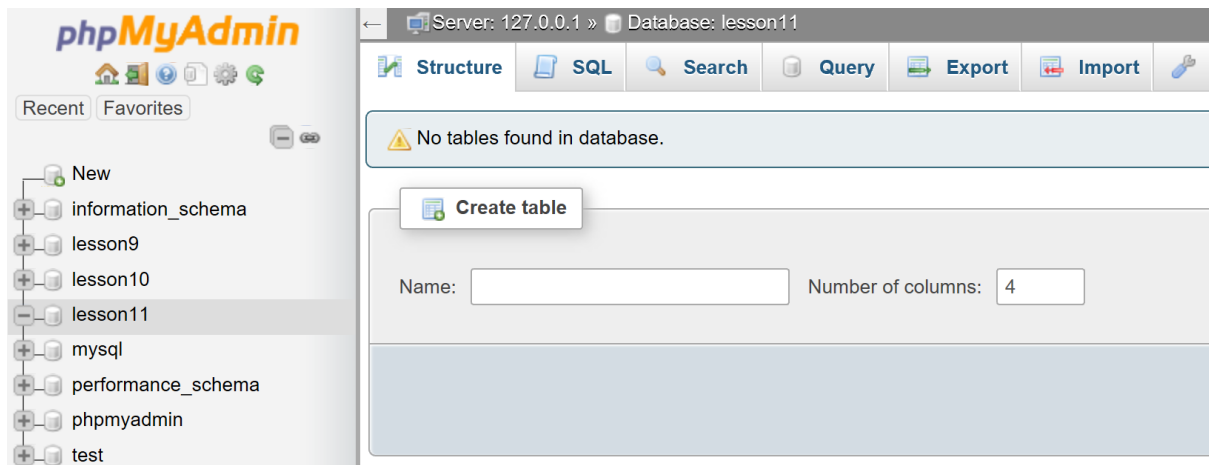 phpMyAdmin
Recent Favorites
New
information_schema
lesson9
lesson10
lesson11
mysql
performance_schema
phpmyadmin
test
← Server: 127.0.0.1 » Database: lesson11
Structure SQL Search Query Export Import
No tables found in database.
Create table
Name: Number of columns: 4